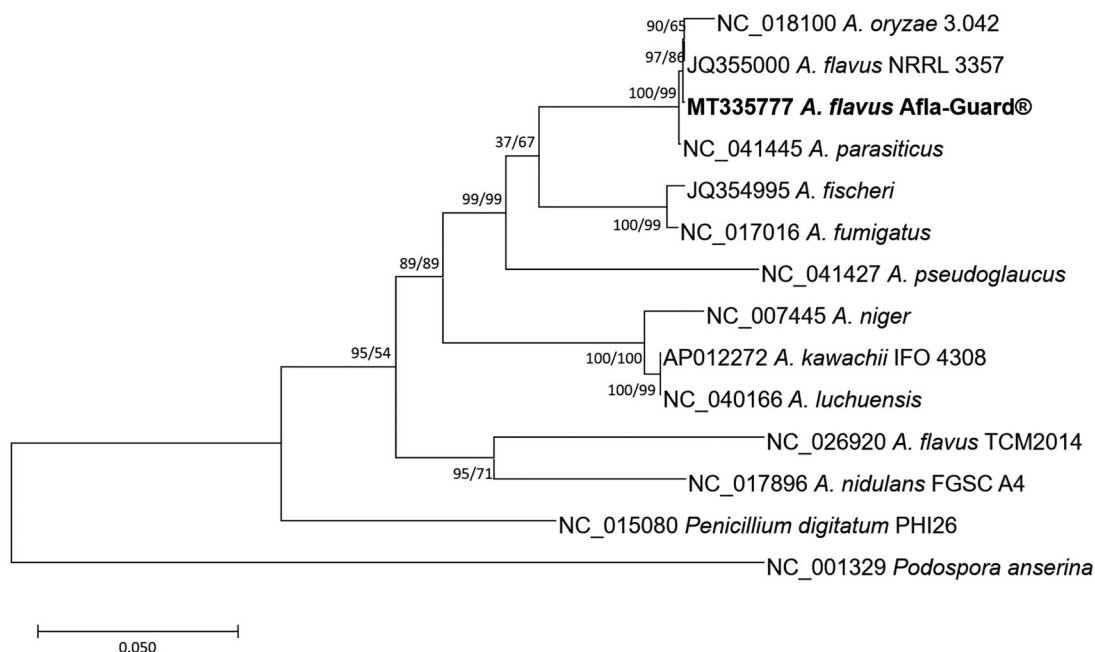 90/65
NC_018100 A. oryzae 3.042
97/86
JQ355000 A. flavus NRRL 3357
100/99
MT335777 A. flavus Afla-Guard®
37/67
NC_041445 A. parasiticus
99/99
JQ354995 A. fischeri
100/99
NC_017016 A. fumigatus
89/89
NC_041427 A. pseudoglaucus
NC_007445 A. niger
95/54
100/100
AP012272 A. kawachii IFO 4308
100/99
NC_040166 A. luchuensis
NC_026920 A. flavus TCM2014
95/71
NC_017896 A. nidulans FGSC A4
NC_015080 Penicillium digitatum PHI26
NC_001329 Podospora anserina
0.050